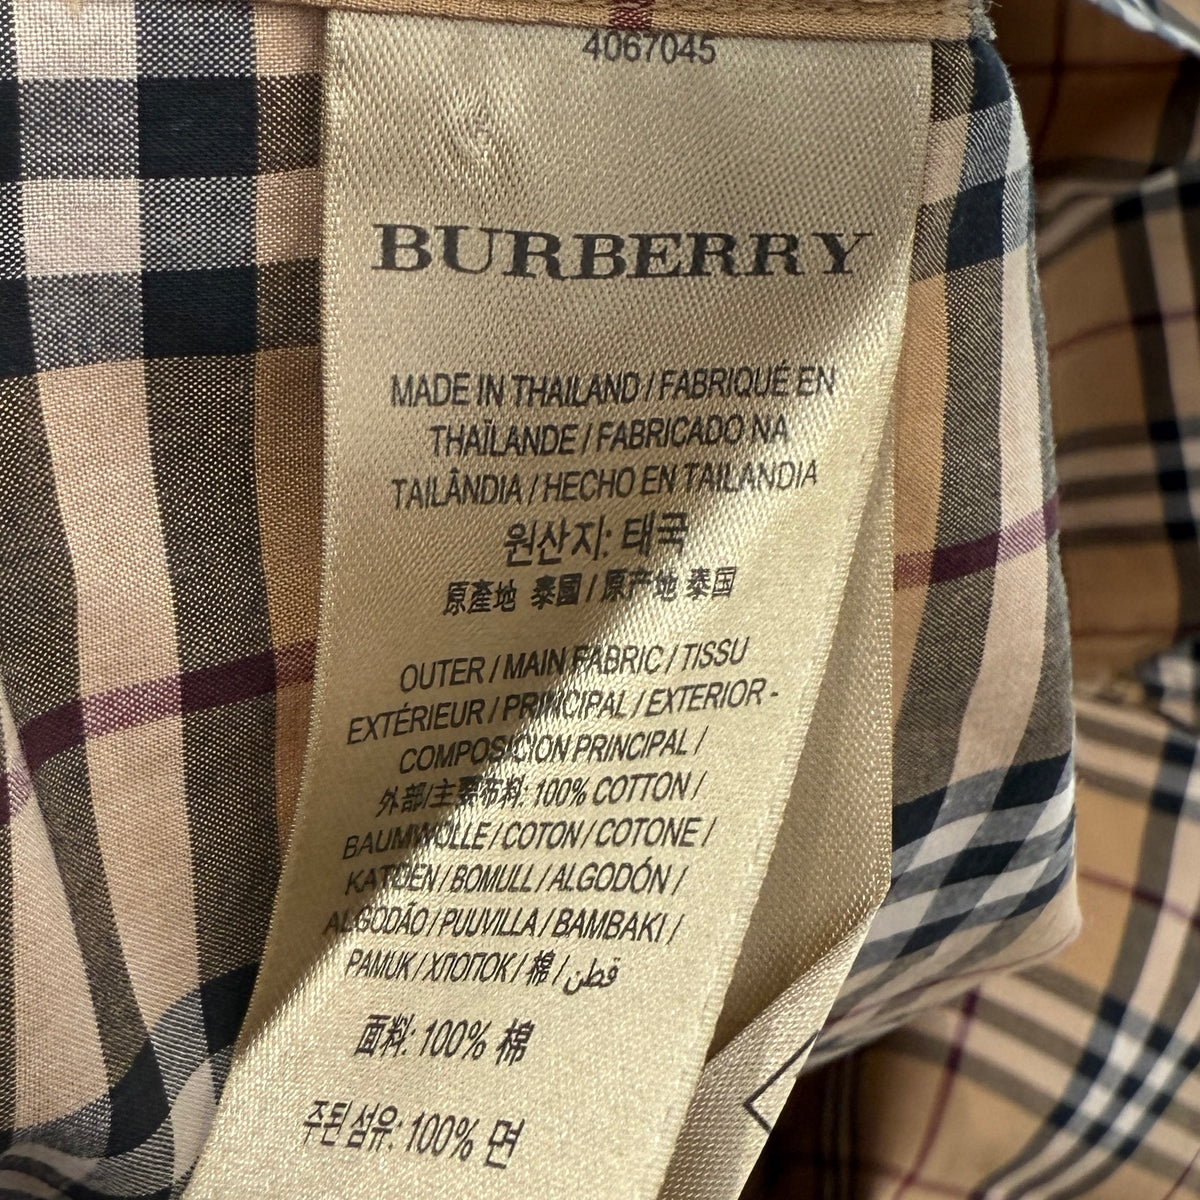 4067045
BURBERRY
MADE IN THAILAND / FABRIQUÉ EN
THAÏLANDE / FABRICADO NA
TAILÂNDIA / HECHO EN TAILANDIA
원산지: 태국
原產地 泰國 / 原产地 泰国
OUTER / MAIN FABRIC / TISSU
EXTÉRIEUR / PRINCIPAL / EXTERIOR -
COMPOSICION PRINCIPAL /
外部/主要布料: 100% COTTON /
BAUMWOLLE / COTON / COTONE /
KATOEN / BOMULL / ALGODÓN /
ALGODÃO / PUUVILLA / BAMBAKI /
PAMUK / ХЛОПОК / 棉 / قطن
面料: 100% 棉
주된 섬유: 100% 면